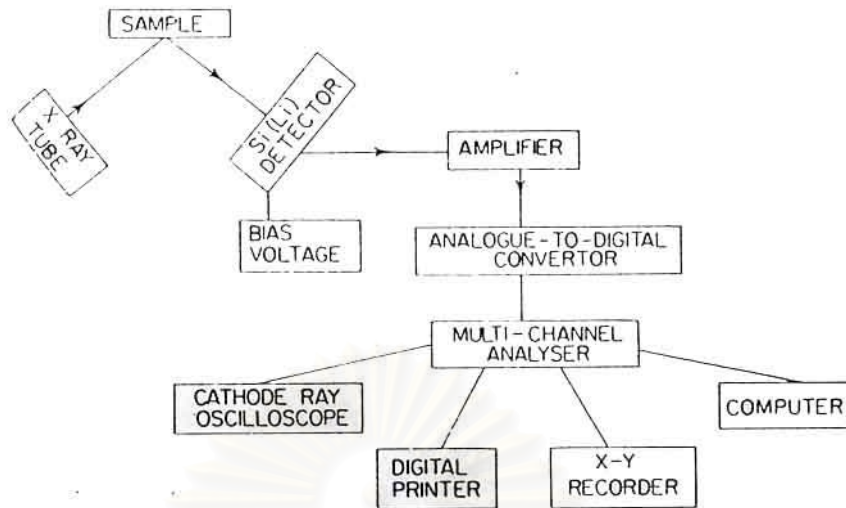 SAMPLE
X RAY
TUBE
Si(Li)
DETECTOR
AMPLIFIER
BIAS
VOLTAGE
ANALOGUE-TO-DIGITAL
CONVERTOR
MULTI-CHANNEL
ANALYSER
CATHODE RAY
OSCILLOSCOPE
COMPUTER
DIGITAL
PRINTER
X-Y
RECORDER